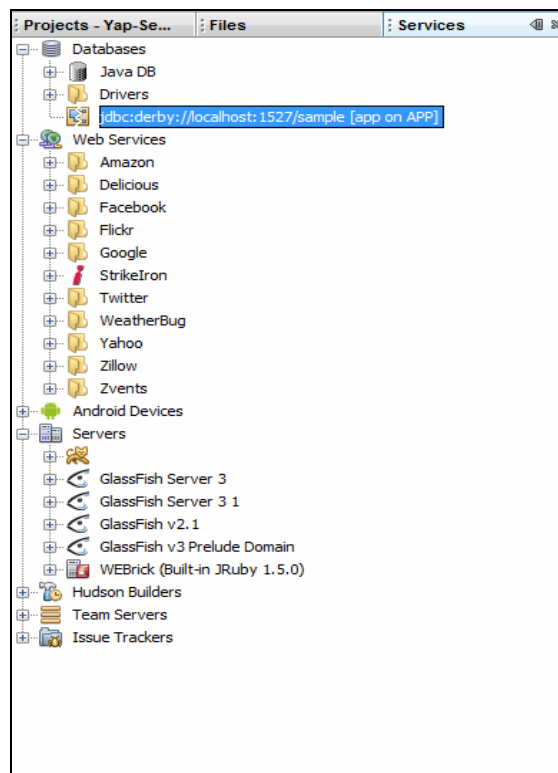 Projects - Yap-Se... Files Services
Databases
Java DB
Drivers
jdbc:derby://localhost:1527/sample [app on APP]
Web Services
Amazon
Delicious
Facebook
Flickr
Google
StrikeIron
Twitter
WeatherBug
Yahoo
Zillow
Zvents
Android Devices
Servers
GlassFish Server 3
GlassFish Server 3 1
GlassFish v2.1
GlassFish v3 Prelude Domain
WEBrick (Built-in JRuby 1.5.0)
Hudson Builders
Team Servers
Issue Trackers